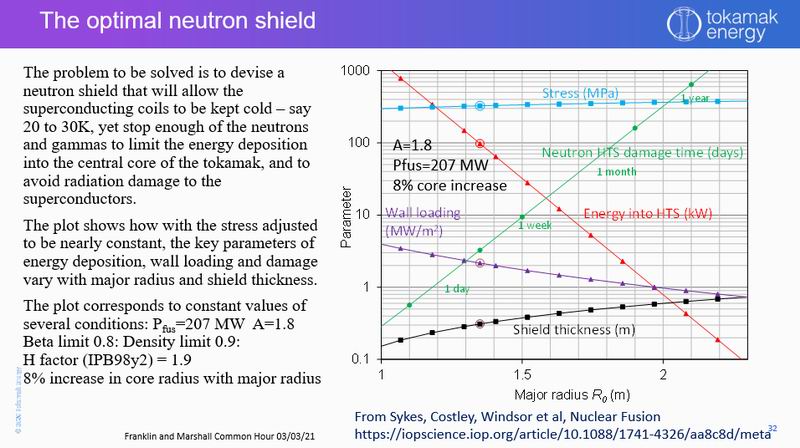 The optimal neutron shield
tokamak
energy
The problem to be solved is to devise a
neutron shield that will allow the
superconducting coils to be kept cold – say
20 to 30K, yet stop enough of the neutrons
and gammas to limit the energy deposition
into the central core of the tokamak, and to
avoid radiation damage to the
superconductors.
The plot shows how with the stress adjusted
to be nearly constant, the key parameters of
energy deposition, wall loading and damage
vary with major radius and shield thickness.
The plot corresponds to constant values of
several conditions: Pfus=207 MW A=1.8
Beta limit 0.8: Density limit 0.9:
H factor (IPB98y2) = 1.9
8% increase in core radius with major radius
1000
100
10
1
0.1
Parameter
Stress (MPa)
1 year
A=1.8
Pfus=207 MW
8% core increase
Neutron HTS damage time (days)
1 month
Wall loading
(MW/m²)
Energy into HTS (kW)
1 week
1 day
Shield thickness (m)
1
1.5
2
Major radius R0 (m)
From Sykes, Costley, Windsor et al, Nuclear Fusion
https://iopscience.iop.org/article/10.1088/1741-4326/aa8c8d/meta
32
Franklin and Marshall Common Hour 03/03/21